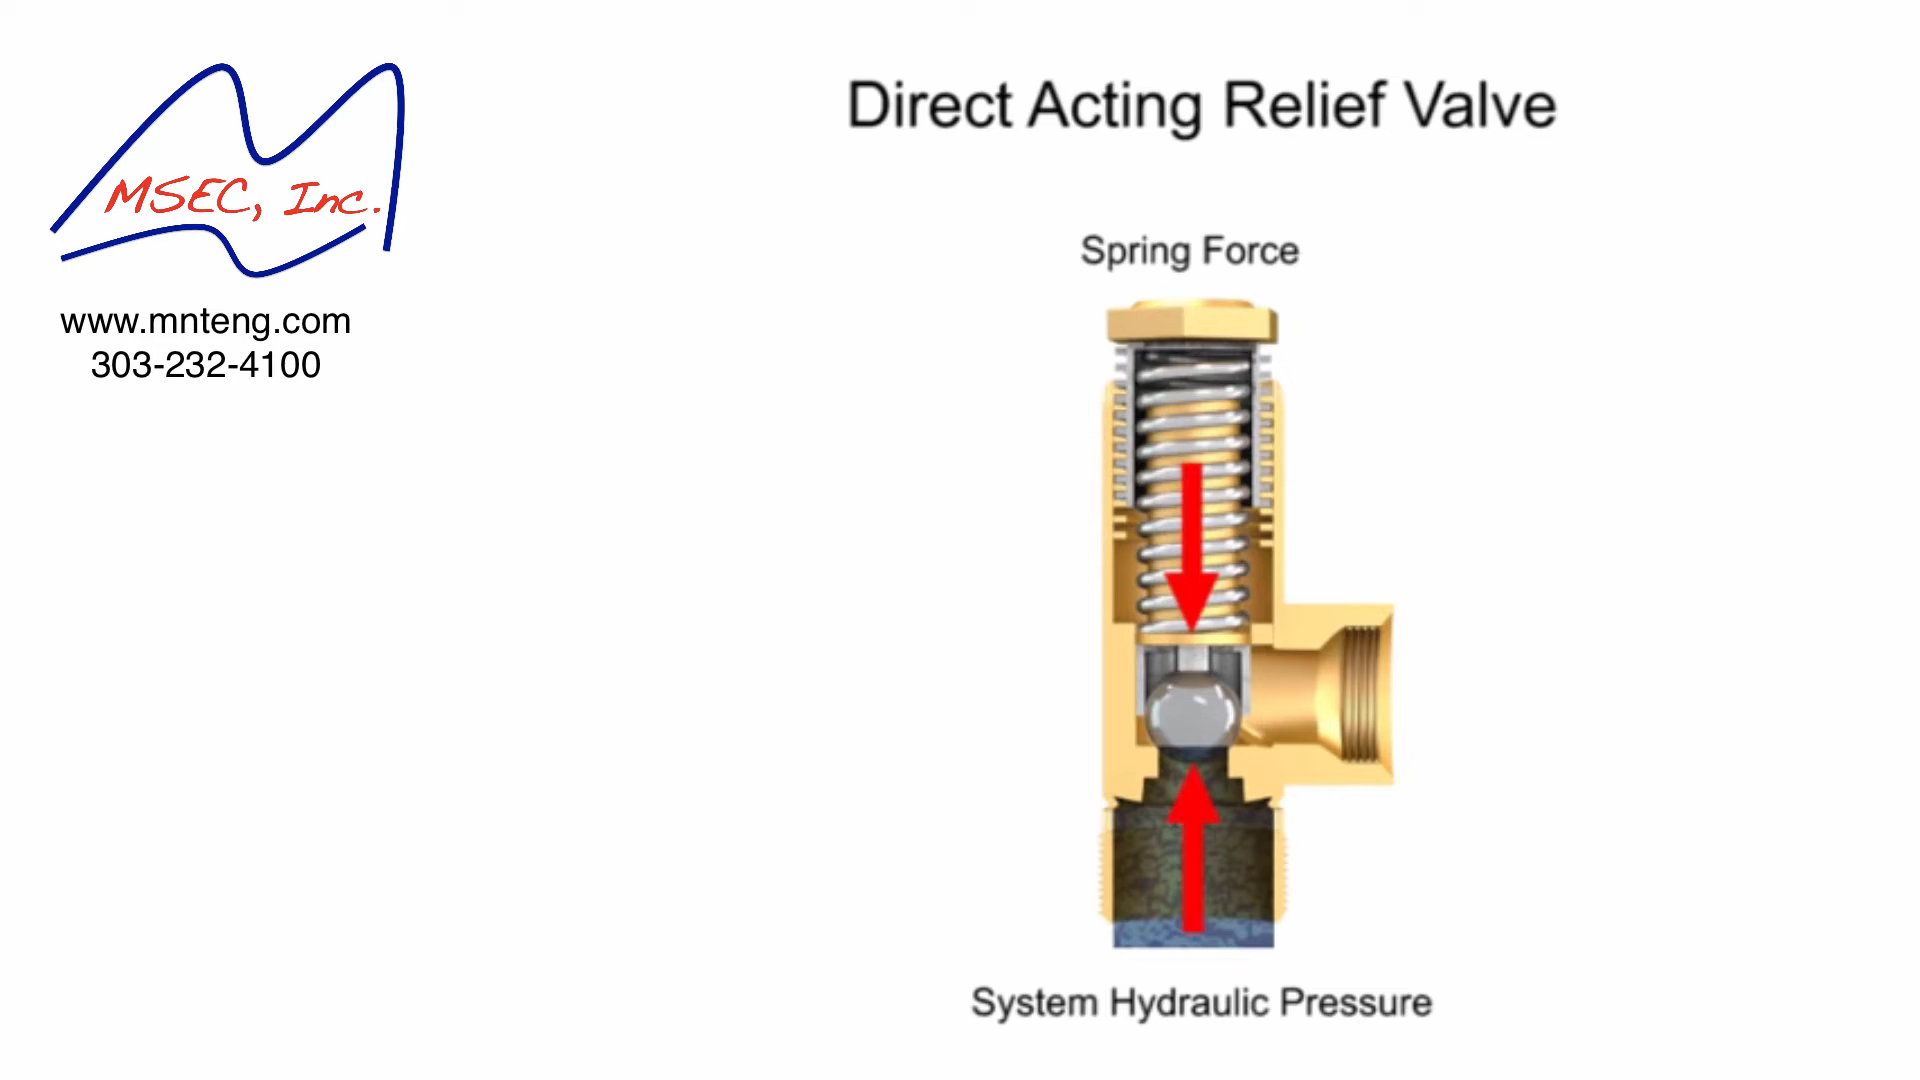 Direct Acting Relief Valve
MSEC, Inc.
www.mnteng.com
303-232-4100
Spring Force
System Hydraulic Pressure